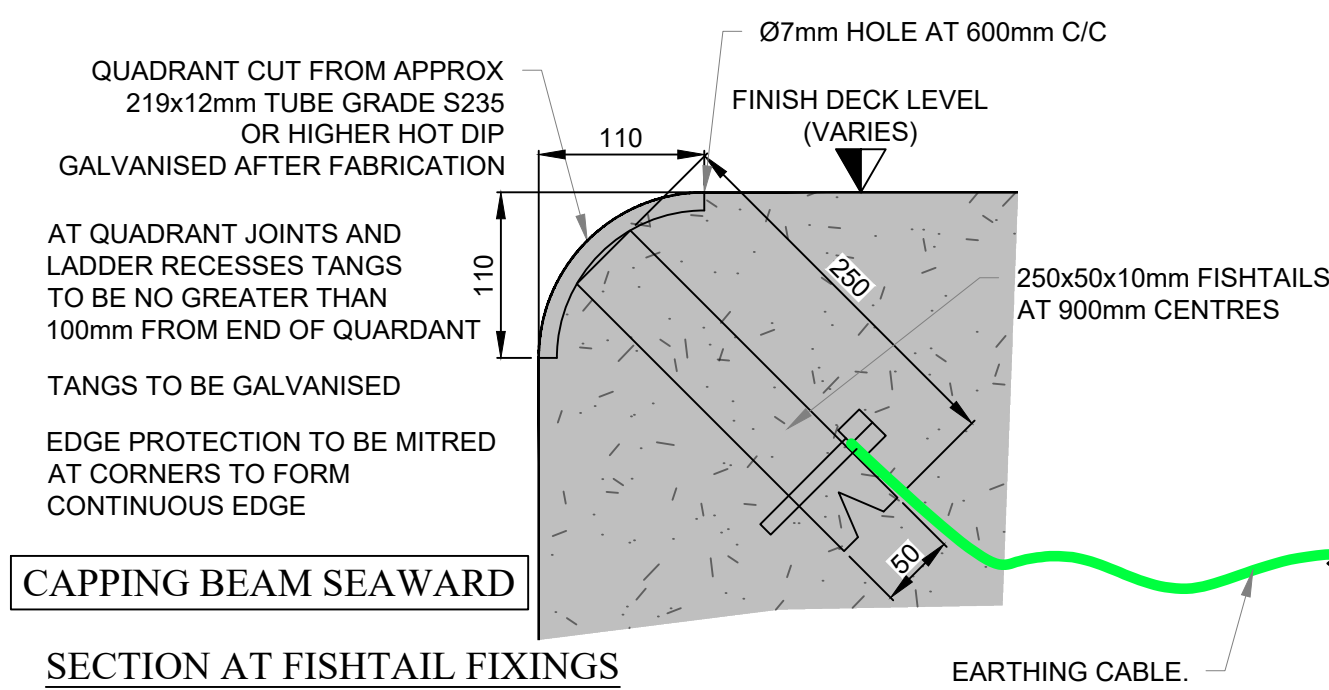 Ø7mm HOLE AT 600mm C/C
QUADRANT CUT FROM APPROX
219x12mm TUBE GRADE S235
OR HIGHER HOT DIP
GALVANISED AFTER FABRICATION
FINISH DECK LEVEL
(VARIES)
110
110
250
AT QUADRANT JOINTS AND
LADDER RECESSES TANGS
TO BE NO GREATER THAN
100mm FROM END OF QUARDANT
250x50x10mm FISHTAILS
AT 900mm CENTRES
TANGS TO BE GALVANISED
EDGE PROTECTION TO BE MITRED
AT CORNERS TO FORM
CONTINUOUS EDGE
50
CAPPING BEAM SEAWARD
SECTION AT FISHTAIL FIXINGS
EARTHING CABLE.